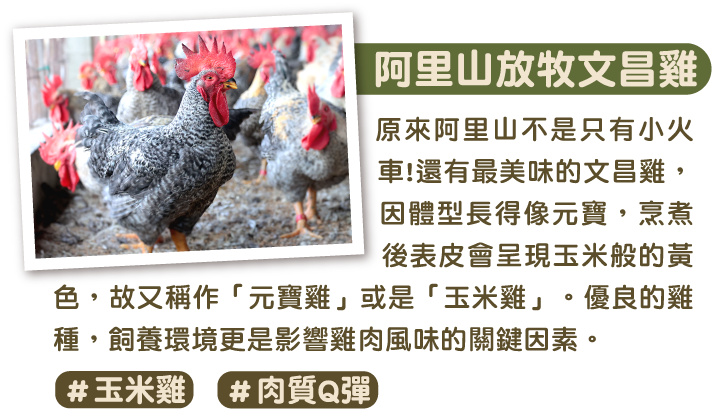 阿里山放牧文昌雞
原來阿里山不是只有小火
車!還有最美味的文昌雞，
因體型長得像元寶，烹煮
後表皮會呈現玉米般的黃
色，故又稱作「元寶雞」或是「玉米雞」。優良的雞
種，飼養環境更是影響雞肉風味的關鍵因素。
#玉米雞 #肉質Q彈